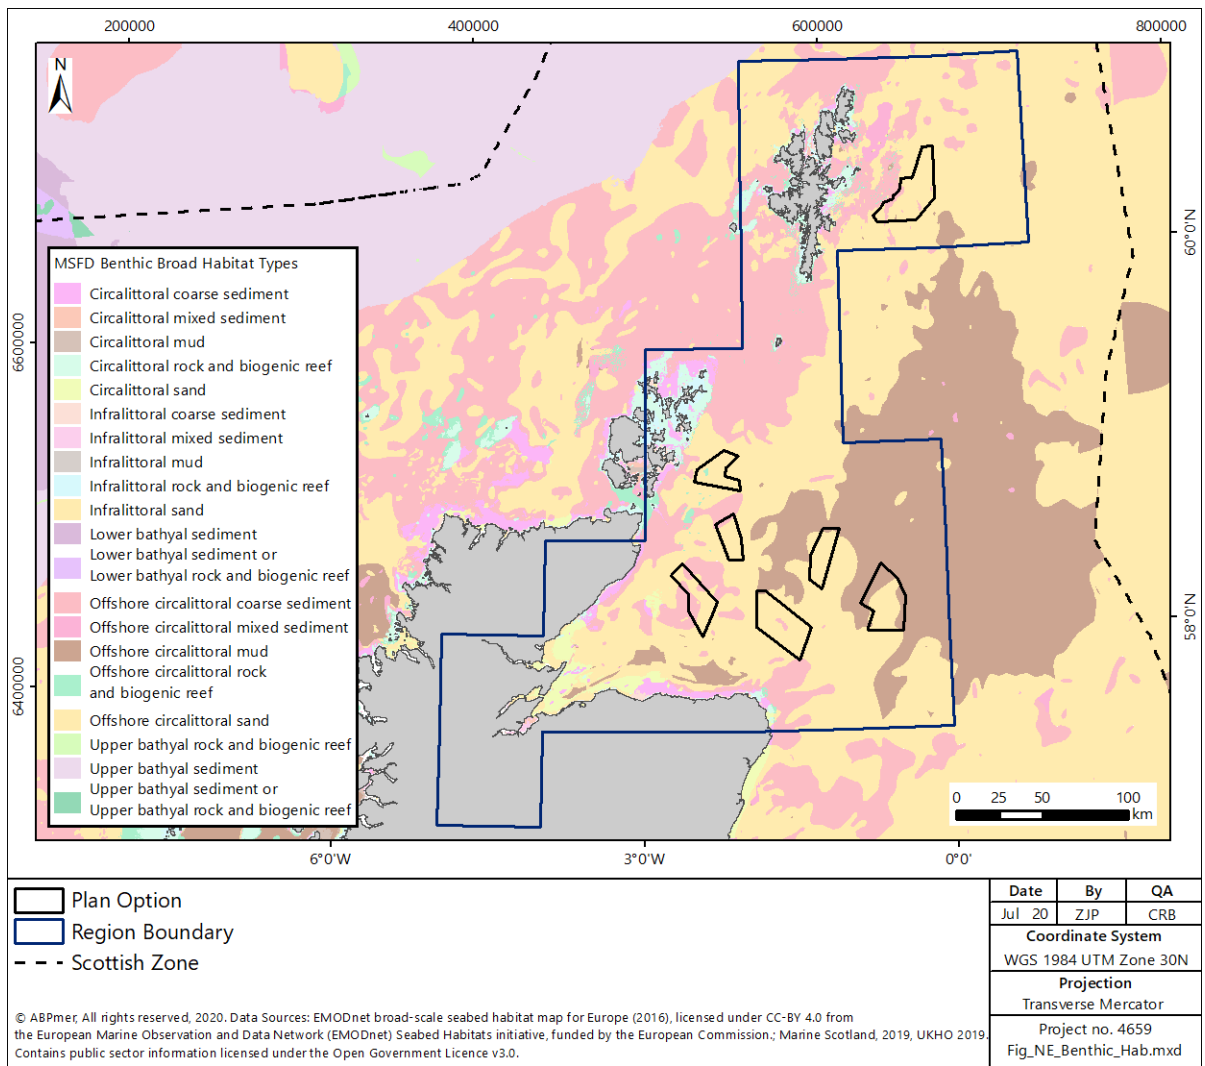 200000
400000
600000
800000
N
60°0'N
6600000
58°0'N
6400000
MSFD Benthic Broad Habitat Types
Circalittoral coarse sediment
Circalittoral mixed sediment
Circalittoral mud
Circalittoral rock and biogenic reef
Circalittoral sand
Infralittoral coarse sediment
Infralittoral mixed sediment
Infralittoral mud
Infralittoral rock and biogenic reef
Infralittoral sand
Lower bathyal sediment
Lower bathyal sediment or
Lower bathyal rock and biogenic reef
Offshore circalittoral coarse sediment
Offshore circalittoral mixed sediment
Offshore circalittoral mud
Offshore circalittoral rock
and biogenic reef
Offshore circalittoral sand
Upper bathyal rock and biogenic reef
Upper bathyal sediment
Upper bathyal sediment or
Upper bathyal rock and biogenic reef
0 25 50 100
km
6°0'W
3°0'W
0°0'
Plan Option
Region Boundary
Scottish Zone
Date By QA
Jul 20 ZJP CRB
Coordinate System
WGS 1984 UTM Zone 30N
Projection
Transverse Mercator
Project no. 4659
Fig_NE_Benthic_Hab.mxd
© ABPmer, All rights reserved, 2020. Data Sources: EMODnet broad-scale seabed habitat map for Europe (2016), licensed under CC-BY 4.0 from
the European Marine Observation and Data Network (EMODnet) Seabed Habitats initiative, funded by the European Commission.; Marine Scotland, 2019, UKHO 2019.
Contains public sector information licensed under the Open Government Licence v3.0.